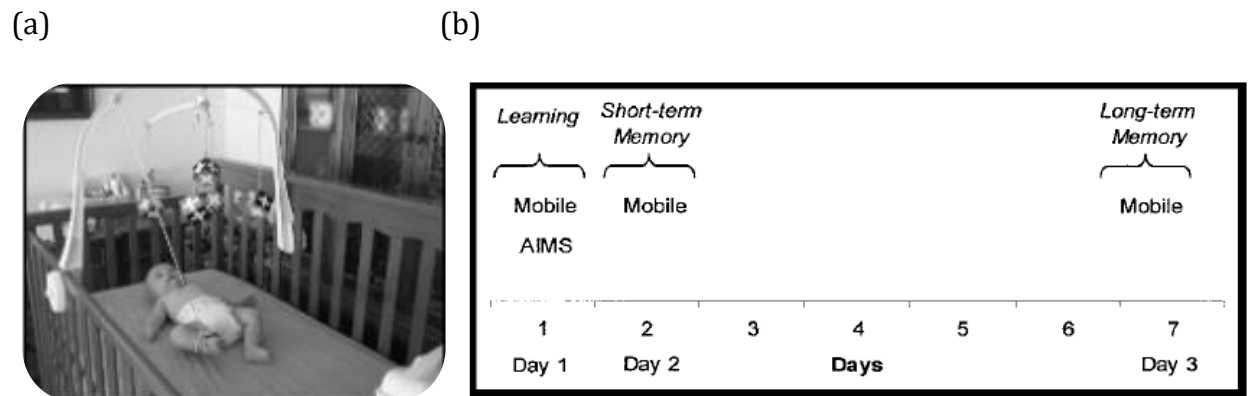 (a)
(b)
Learning
Short-term
Memory
Long-term
Memory
Mobile
Mobile
Mobile
AIMS
1 2 3 4 5 6 7
Day 1 Day 2 Days Day 3